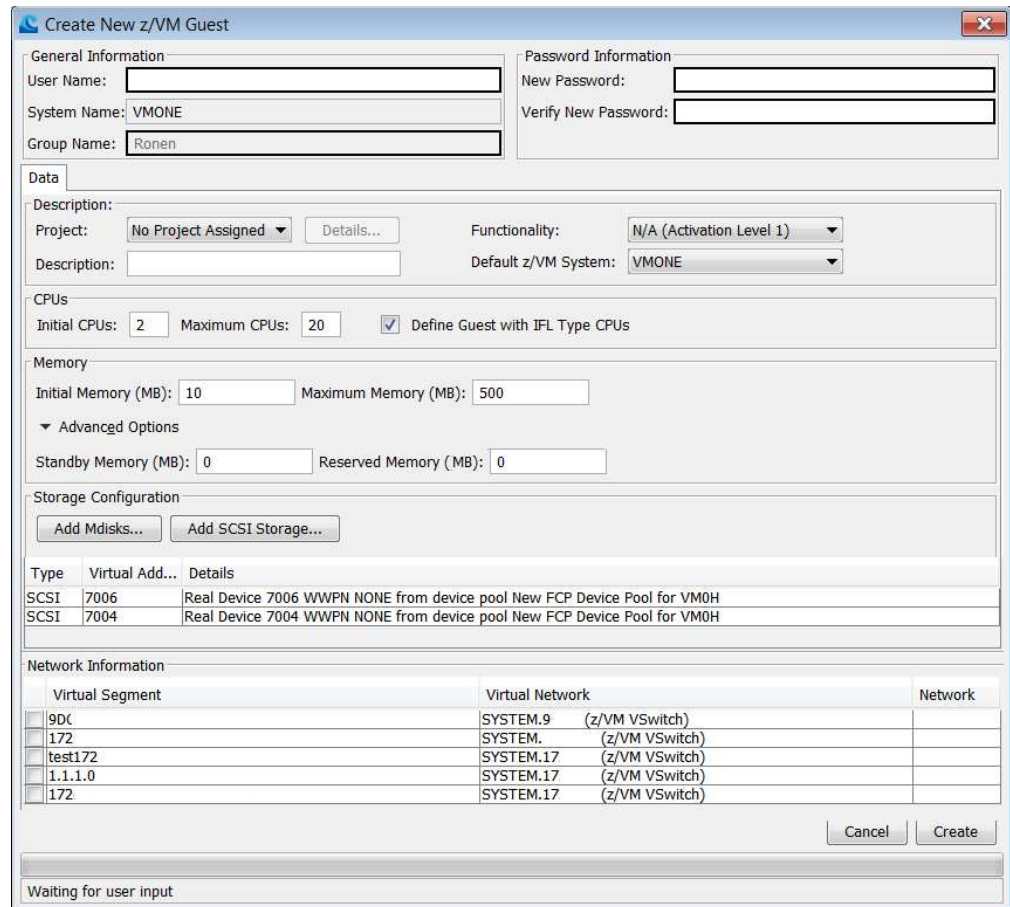 Create New z/VM Guest
General Information
User Name:
System Name: VMONE
Group Name: Ronen
Password Information
New Password:
Verify New Password:
Data
Description:
Project: No Project Assigned Details... Functionality: N/A (Activation Level 1)
Description: Default z/VM System: VMONE
CPUs
Initial CPUs: 2 Maximum CPUs: 20 Define Guest with IFL Type CPUs
Memory
Initial Memory (MB): 10 Maximum Memory (MB): 500
Advanced Options
Standby Memory (MB): 0 Reserved Memory (MB): 0
Storage Configuration
Add Mdisks... Add SCSI Storage...
Type Virtual Add... Details
SCSI 7006 Real Device 7006 WWPN NONE from device pool New FCP Device Pool for VM0H
SCSI 7004 Real Device 7004 WWPN NONE from device pool New FCP Device Pool for VM0H
Network Information
Virtual Segment Virtual Network Network
SYSTEM.9 (z/VM VSwitch)
172 SYSTEM. (z/VM VSwitch)
test172 SYSTEM.17 (z/VM VSwitch)
1.1.1.0 SYSTEM.17 (z/VM VSwitch)
172 SYSTEM.17 (z/VM VSwitch)
Cancel Create
Waiting for user input